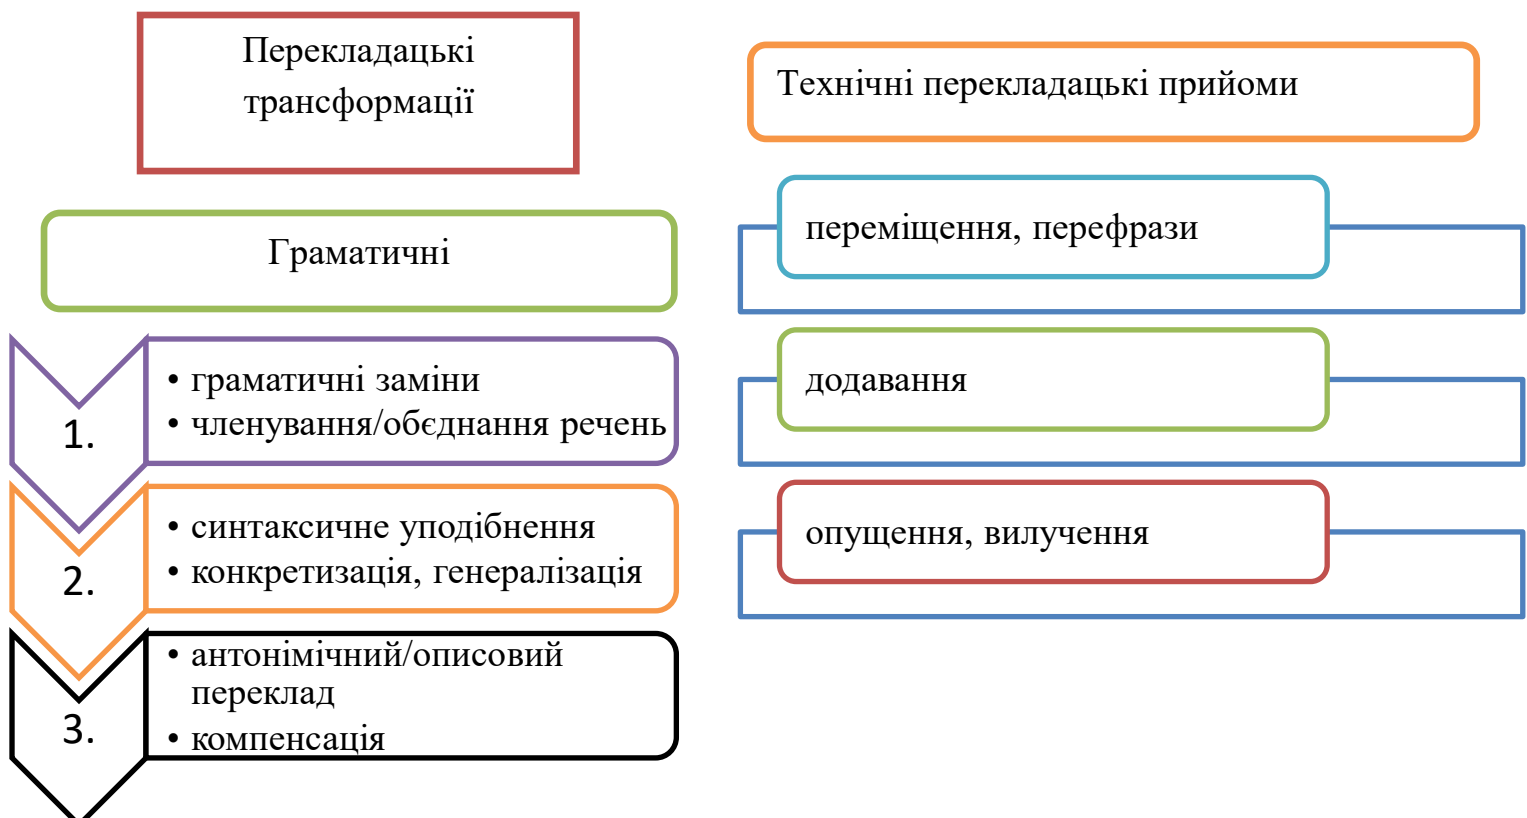 Перекладацькі
трансформації
Граматичні
1.
• граматичні заміни
• членування/обєднання речень
2.
• синтаксичне уподібнення
• конкретизація, генералізація
3.
• антонімічний/описовий
переклад
• компенсація
Технічні перекладацькі прийоми
переміщення, перефрази
додавання
опущення, вилучення